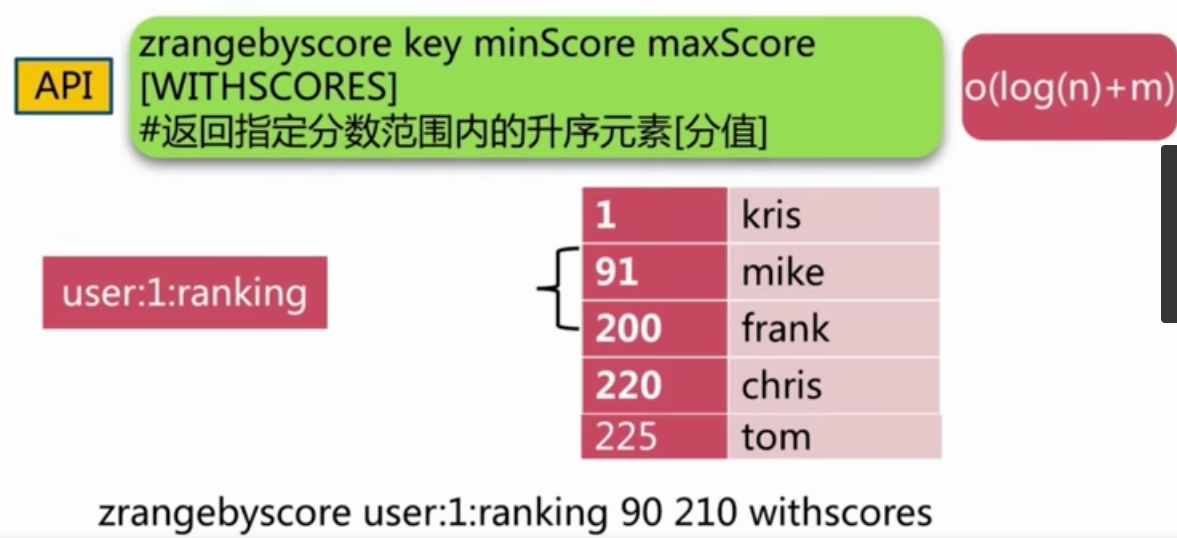 API
zrangebyscore key minScore maxScore
[WITHSCORES]
#返回指定分数范围内的升序元素[分值]
o(log(n)+m)
user:1:ranking
1 kris
91 mike
200 frank
220 chris
225 tom
zrangebyscore user:1:ranking 90 210 withscores